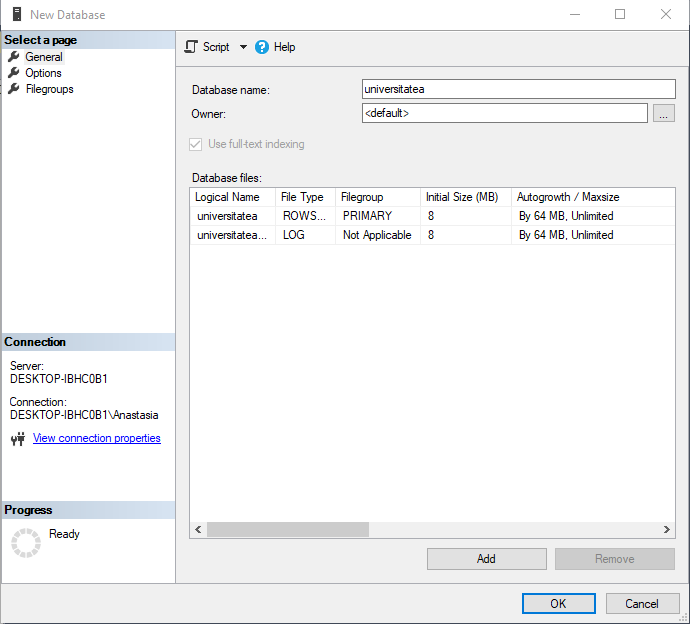 New Database
Select a page
General
Options
Filegroups
Script Help
Database name: universitatea
Owner: <default> ...
Use full-text indexing
Database files:
Logical Name File Type Filegroup Initial Size (MB) Autogrowth / Maxsize
universitatea ROWS... PRIMARY 8 By 64 MB, Unlimited
universitatea... LOG Not Applicable 8 By 64 MB, Unlimited
Connection
Server:
DESKTOP-IBHC0B1
Connection:
DESKTOP-IBHC0B1\Anastasia
View connection properties
Progress
Ready
Add Remove
OK Cancel